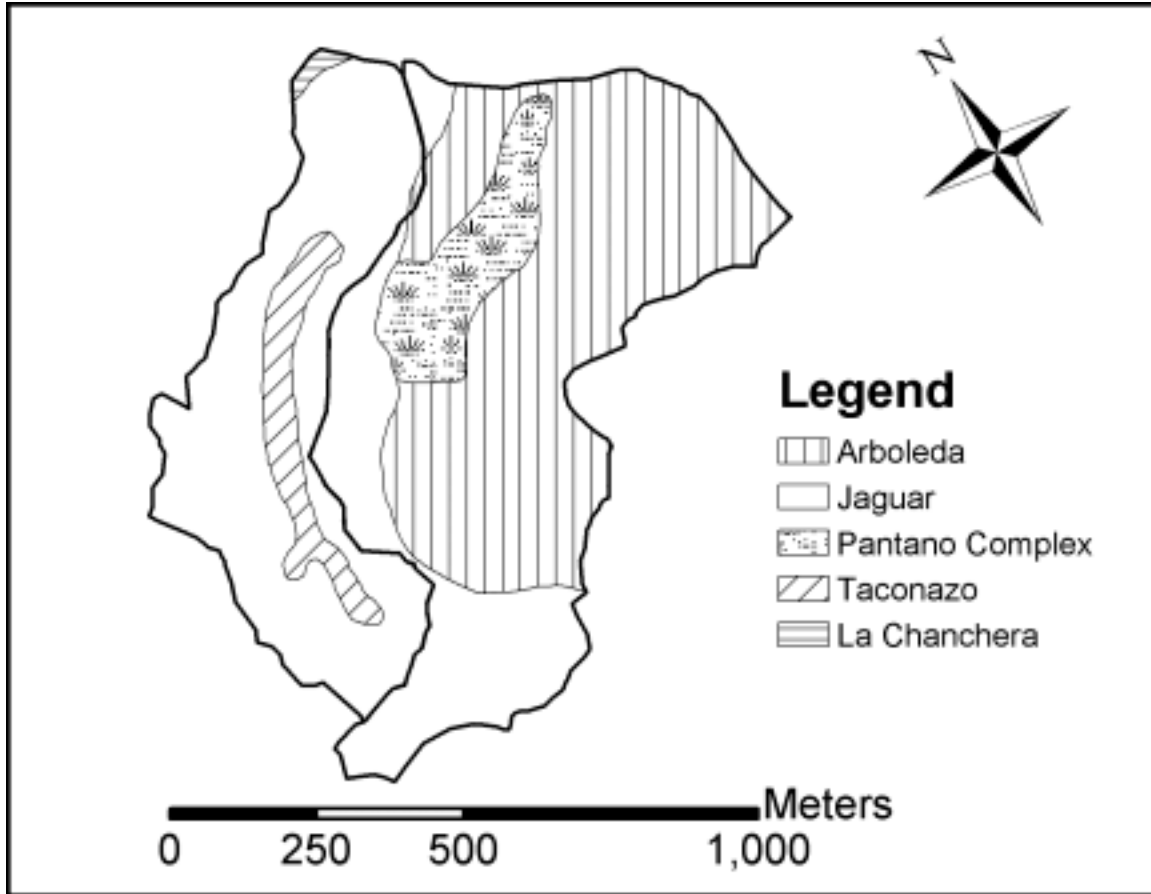 N
Legend
Arboleda
Jaguar
Pantano Complex
Taconazo
La Chanchera
Meters
0 250 500 1,000